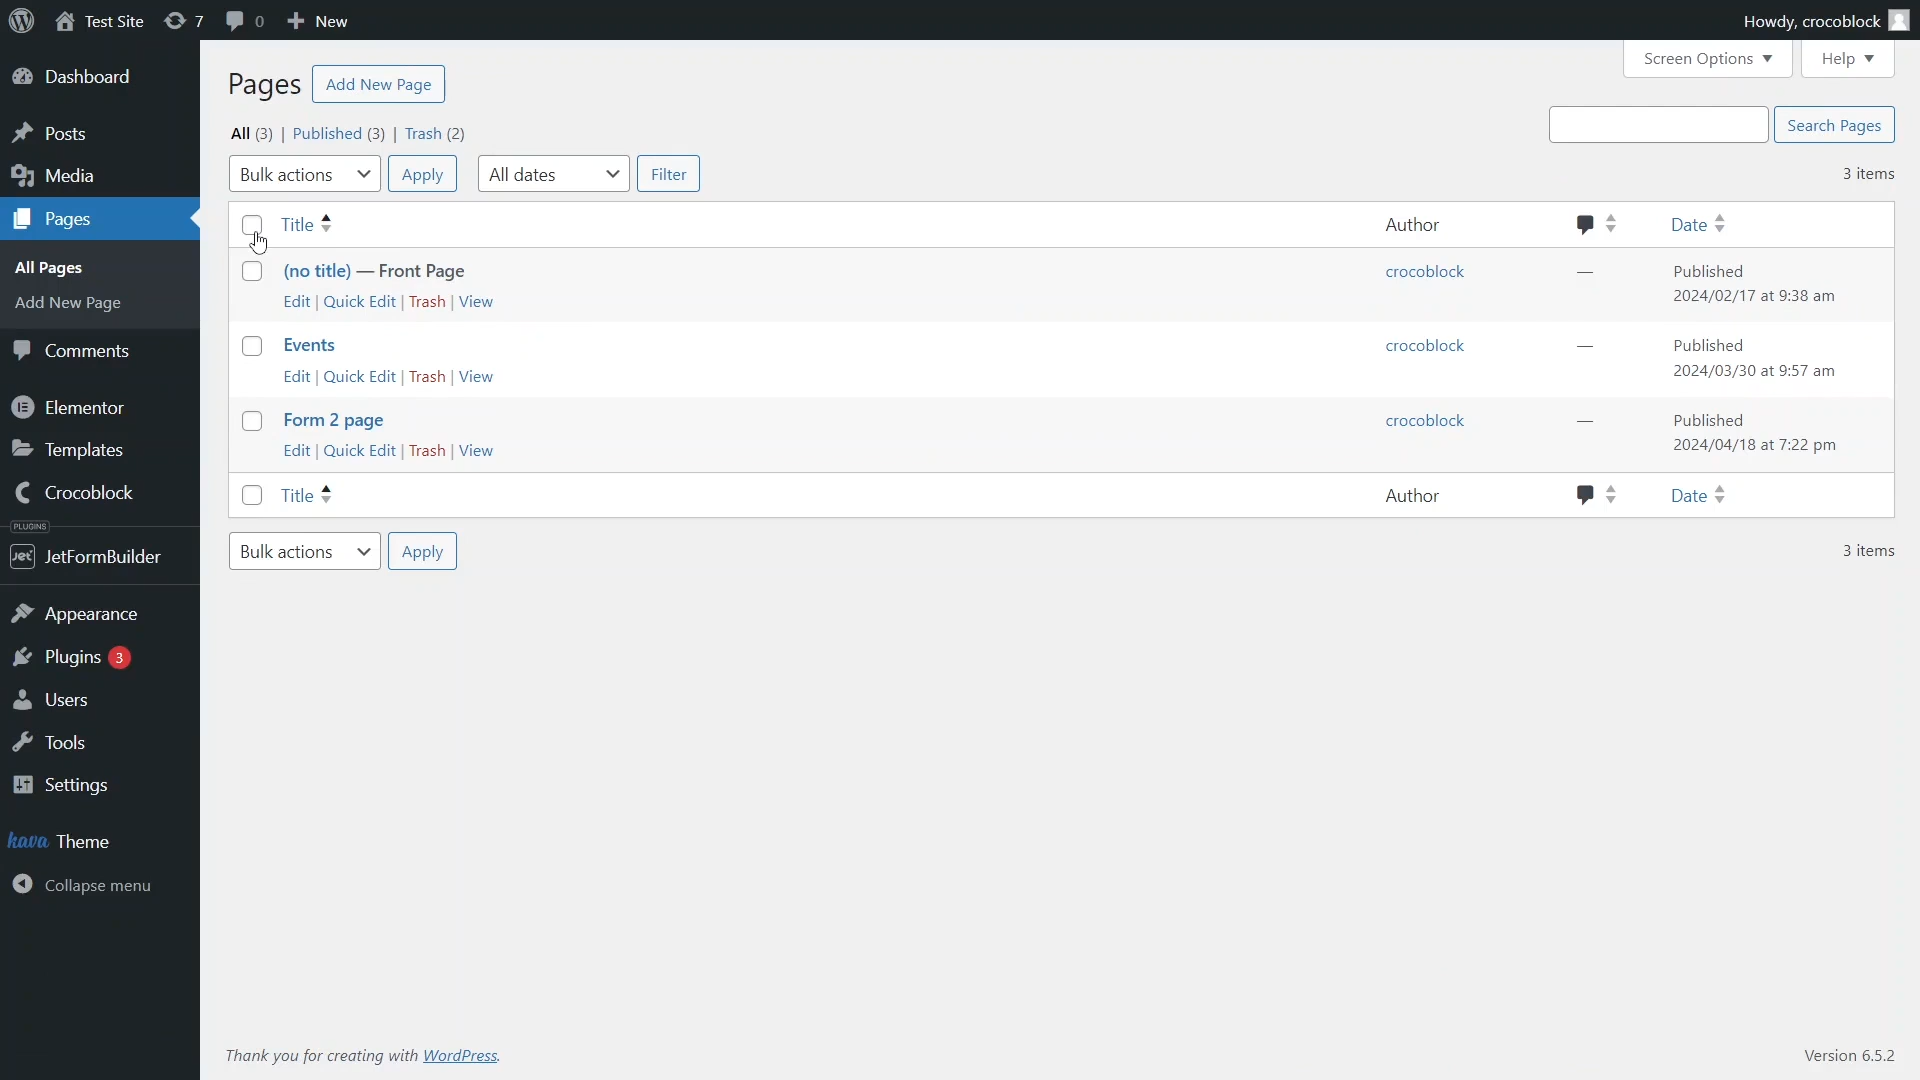 Test Site 7 0 New Howdy, crocoblock
Dashboard
Posts
Media
Pages
All Pages
Add New Page
Comments
Elementor
Templates
Crocoblock
PLUGINS
Jet JetFormBuilder
Appearance
Plugins 3
Users
Tools
Settings
kava Theme
Collapse menu
Screen Options Help
Pages Add New Page
All (3) | Published (3) | Trash (2)
Search Pages
Bulk actions Apply All dates Filter 3 items
Title Author Date
(no title) — Front Page crocoblock — Published
Edit | Quick Edit | Trash | View 2024/02/17 at 9:38 am
Events crocoblock — Published
Edit | Quick Edit | Trash | View 2024/03/30 at 9:57 am
Form 2 page crocoblock — Published
Edit | Quick Edit | Trash | View 2024/04/18 at 7:22 pm
Title Author Date
Bulk actions Apply 3 items
Thank you for creating with WordPress. Version 6.5.2